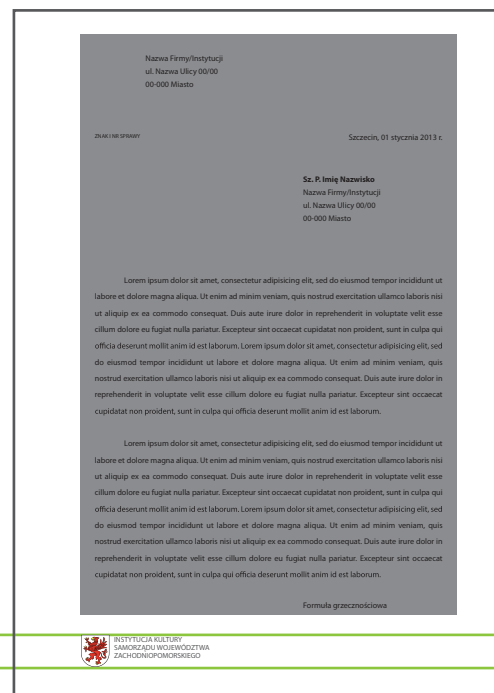 Nazwa Firmy/Instytucji
ul. Nazwa Ulicy 00/00
00-000 Miasto
ZNAK I NR SPRAWY
Szczecin, 01 stycznia 2013 r.
Sz. P. Imię Nazwisko
Nazwa Firmy/Instytucji
ul. Nazwa Ulicy 00/00
00-000 Miasto
Lorem ipsum dolor sit amet, consectetur adipisicing elit, sed do eiusmod tempor incididunt ut
labore et dolore magna aliqua. Ut enim ad minim veniam, quis nostrud exercitation ullamco laboris nisi
ut aliquip ex ea commodo consequat. Duis aute irure dolor in reprehenderit in voluptate velit esse
cillum dolore eu fugiat nulla pariatur. Excepteur sint occaecat cupidatat non proident, sunt in culpa qui
officia deserunt mollit anim id est laborum. Lorem ipsum dolor sit amet, consectetur adipisicing elit, sed
do eiusmod tempor incididunt ut labore et dolore magna aliqua. Ut enim ad minim veniam, quis
nostrud exercitation ullamco laboris nisi ut aliquip ex ea commodo consequat. Duis aute irure dolor in
reprehenderit in voluptate velit esse cillum dolore eu fugiat nulla pariatur. Excepteur sint occaecat
cupidatat non proident, sunt in culpa qui officia deserunt mollit anim id est laborum.
Lorem ipsum dolor sit amet, consectetur adipisicing elit, sed do eiusmod tempor incididunt ut
labore et dolore magna aliqua. Ut enim ad minim veniam, quis nostrud exercitation ullamco laboris nisi
ut aliquip ex ea commodo consequat. Duis aute irure dolor in reprehenderit in voluptate velit esse
cillum dolore eu fugiat nulla pariatur. Excepteur sint occaecat cupidatat non proident, sunt in culpa qui
officia deserunt mollit anim id est laborum. Lorem ipsum dolor sit amet, consectetur adipisicing elit, sed
do eiusmod tempor incididunt ut labore et dolore magna aliqua. Ut enim ad minim veniam, quis
nostrud exercitation ullamco laboris nisi ut aliquip ex ea commodo consequat. Duis aute irure dolor in
reprehenderit in voluptate velit esse cillum dolore eu fugiat nulla pariatur. Excepteur sint occaecat
cupidatat non proident, sunt in culpa qui officia deserunt mollit anim id est laborum.
Formuła grzecznościowa
INSTYTUCJA KULTURY
SAMORZĄDU WOJEWÓDZTWA
ZACHODNIOPOMORSKIEGO